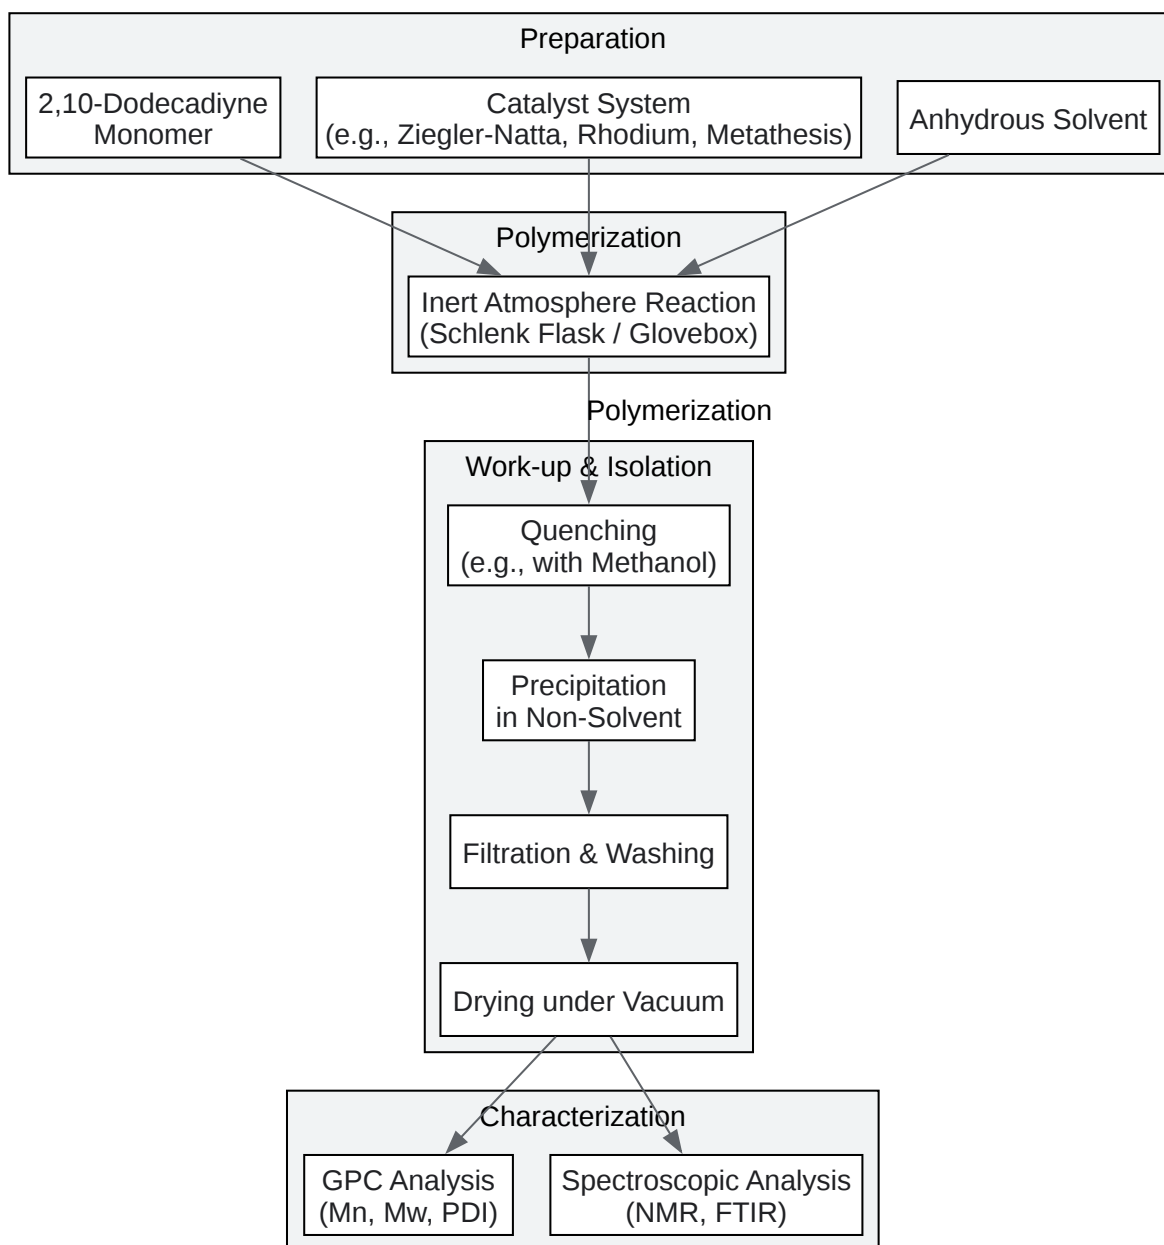 Preparation
2,10-Dodecadiyne
Monomer
Catalyst System
(e.g., Ziegler-Natta, Rhodium, Metathesis)
Anhydrous Solvent
Polymerization
Inert Atmosphere Reaction
(Schlenk Flask / Glovebox)
Polymerization
Work-up & Isolation
Quenching
(e.g., with Methanol)
Precipitation
in Non-Solvent
Filtration & Washing
Drying under Vacuum
Characterization
GPC Analysis
(Mn, Mw, PDI)
Spectroscopic Analysis
(NMR, FTIR)